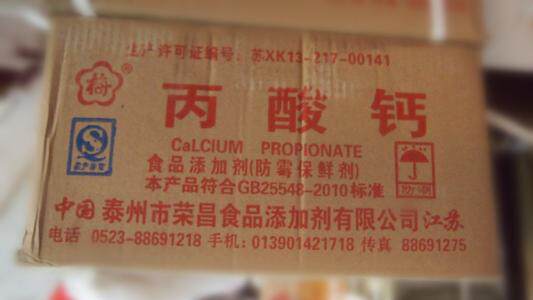 生产许可证编号：苏XK13-217-00141
梅®
丙酸钙
CaLCIUM PROPIONATE
食品添加剂(防霉保鲜剂)
本产品符合GB25548-2010标准
中国泰州市荣昌食品添加剂有限公司江苏
电话 0523-88691218 手机：013901421718 传真 88691275